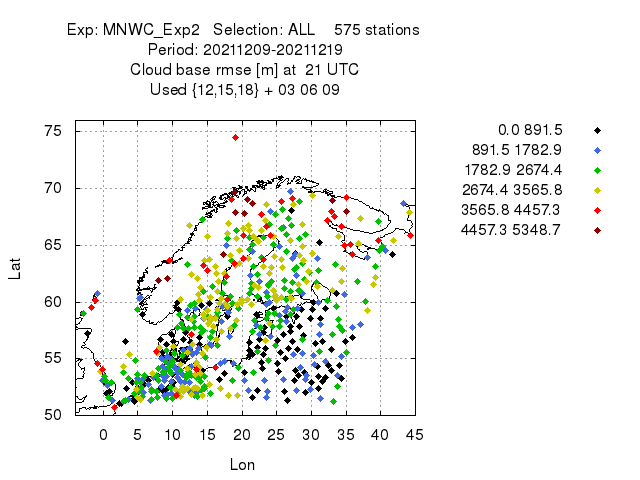 Exp: MNWC_Exp2   Selection: ALL    575 stations
Period: 20211209-20211219
Cloud base rmse [m] at  21 UTC
Used {12,15,18} + 03 06 09
0.0 891.5
891.5 1782.9
1782.9 2674.4
2674.4 3565.8
3565.8 4457.3
4457.3 5348.7
75
70
65
60
55
50
Lat
0 5 10 15 20 25 30 35 40 45
Lon